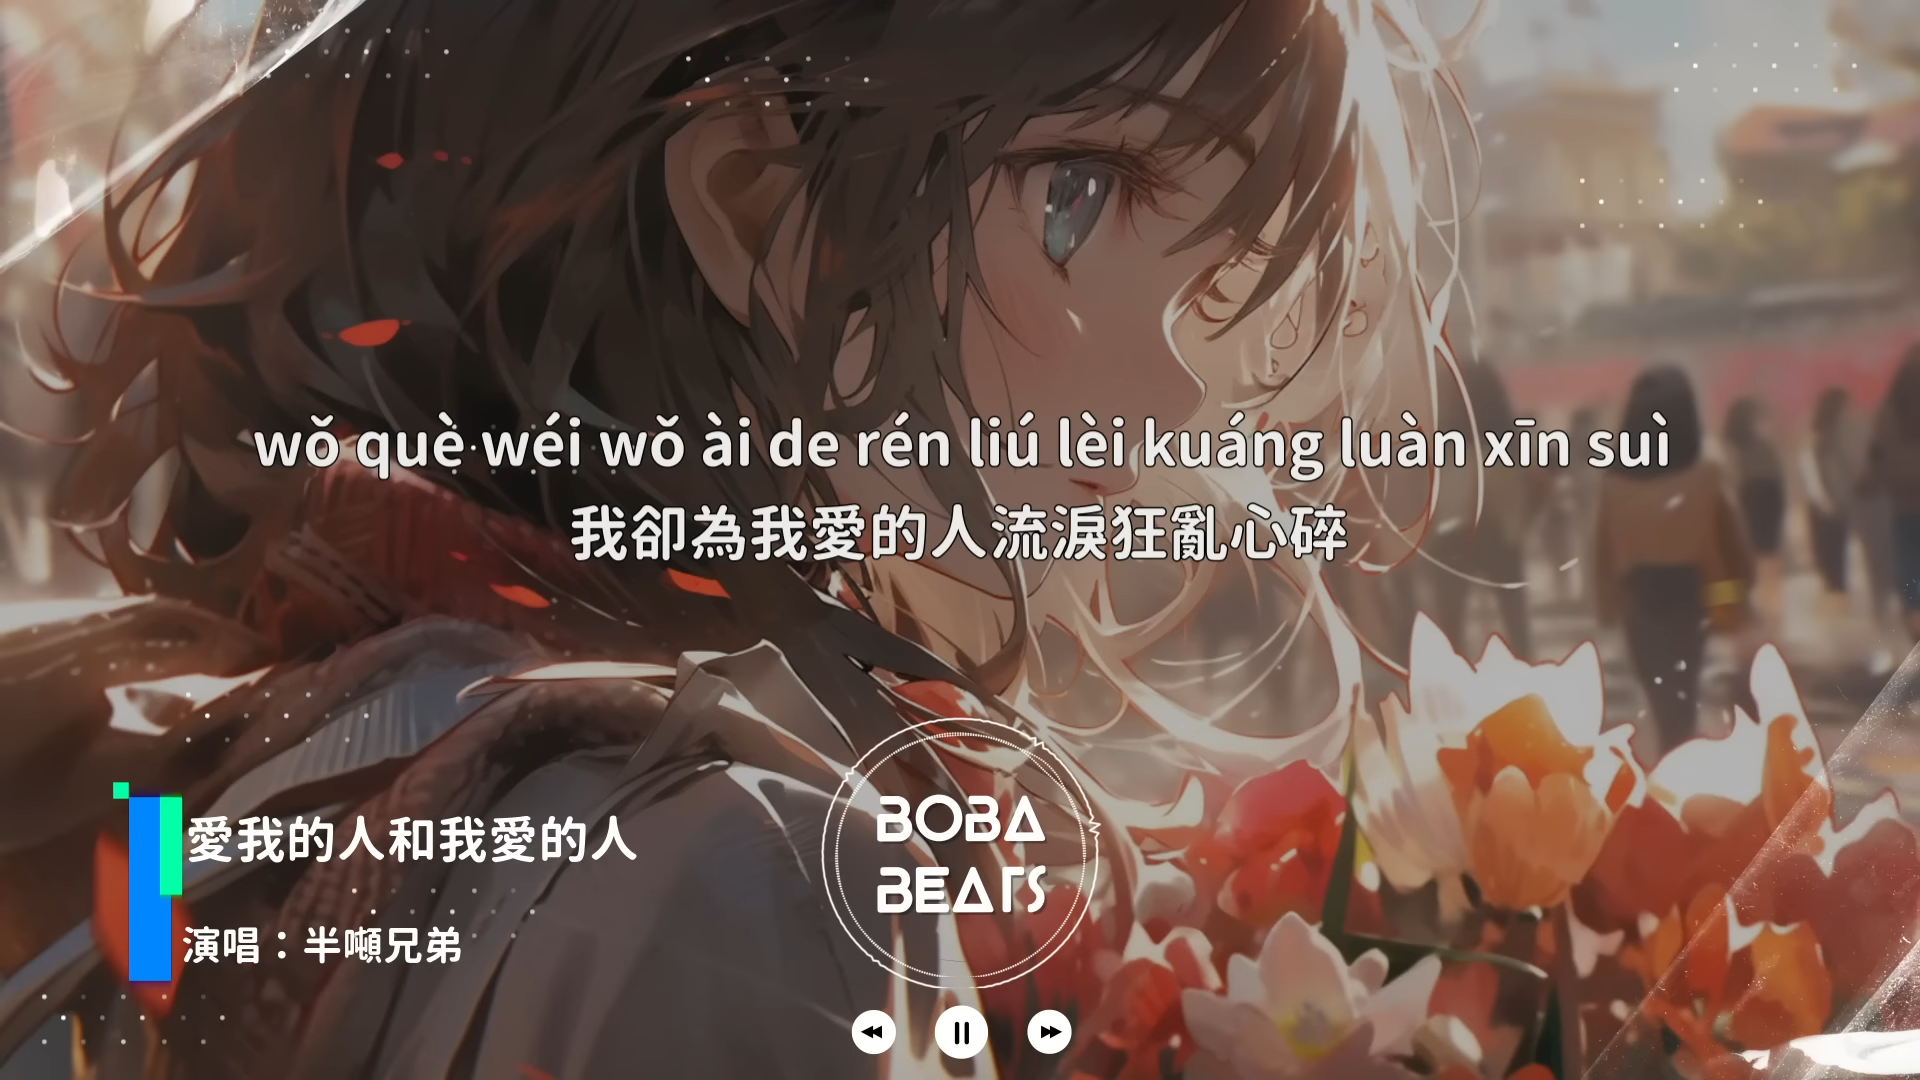 wǒ què wéi wǒ ài de rén liú lèi kuáng luàn xīn suì
我卻為我愛的人流淚狂亂心碎
愛我的人和我愛的人
演唱：半噸兄弟
BOBA
BEATS